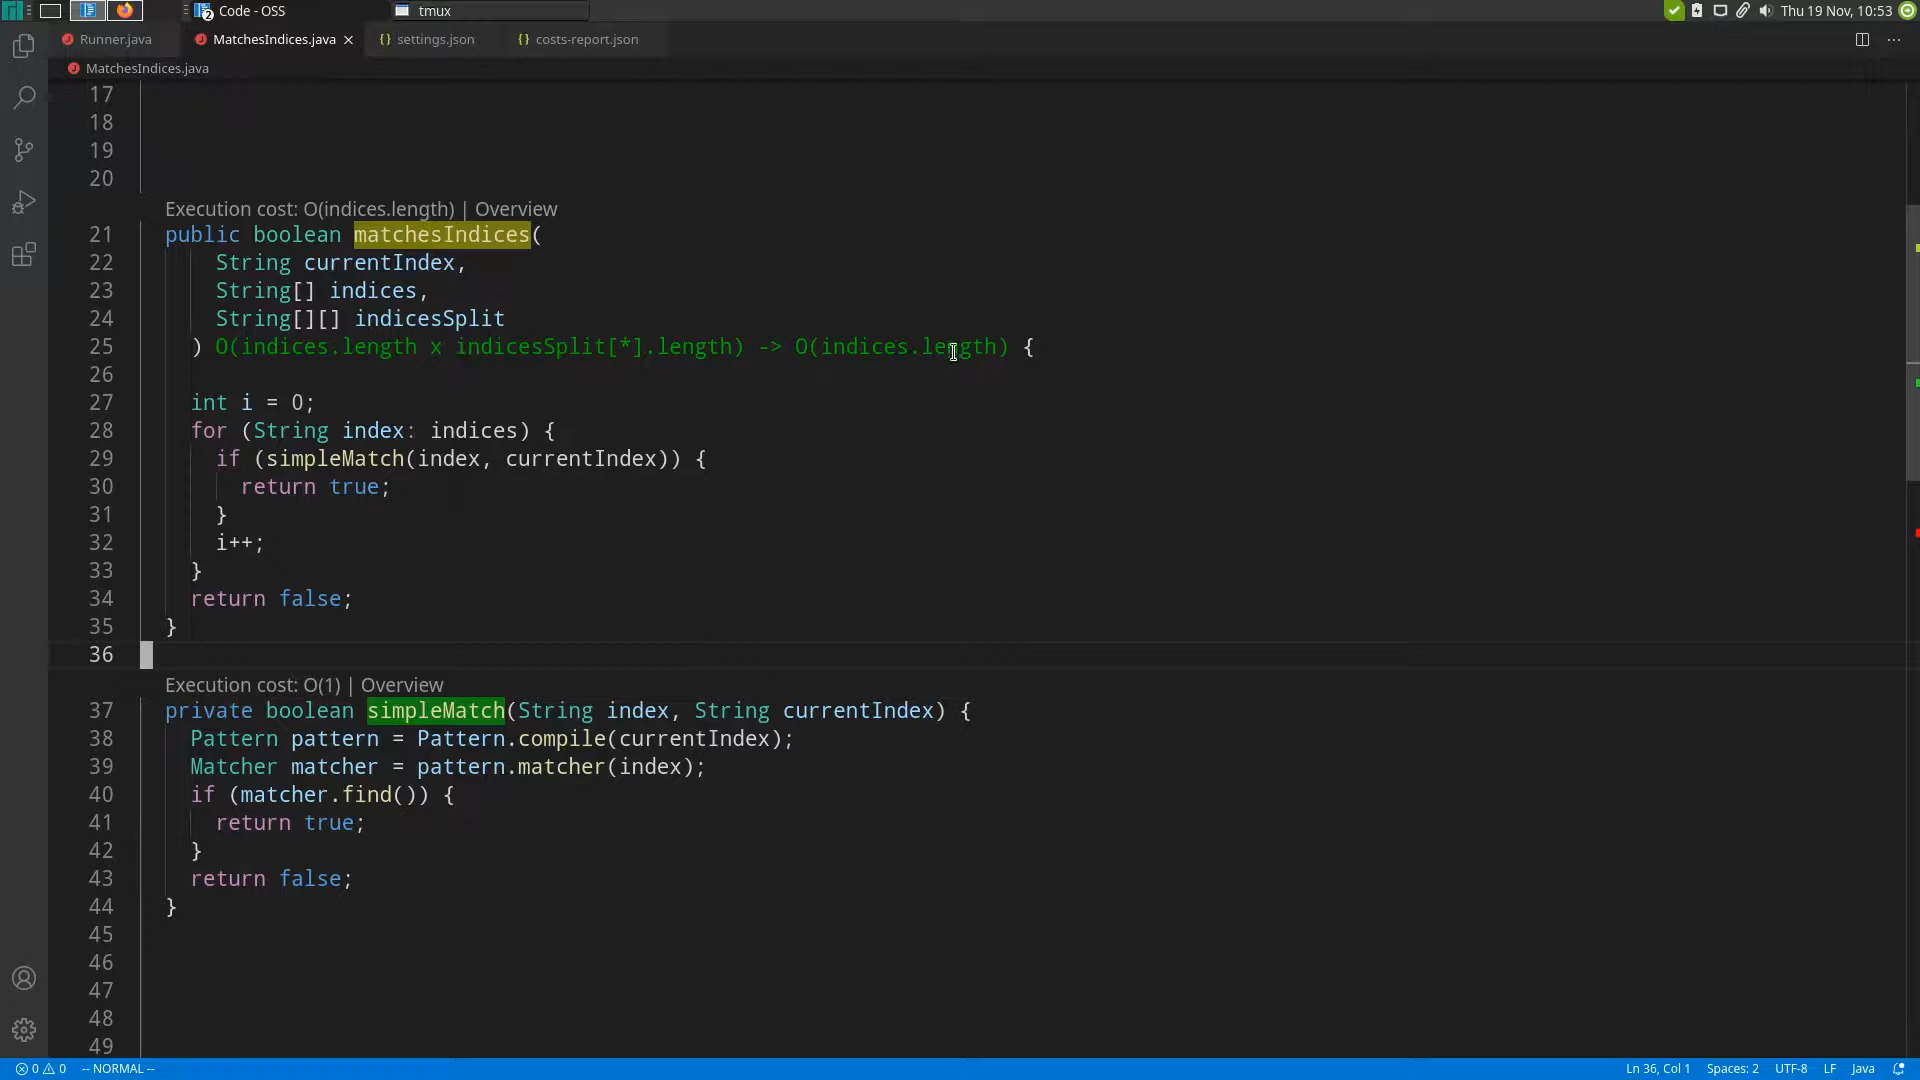 Code - OSS
tmux
Thu 19 Nov, 10:53
Runner.java
MatchesIndices.java
{} settings.json
{} costs-report.json
MatchesIndices.java
17
18
19
20
Execution cost: O(indices.length) | Overview
21 public boolean matchesIndices(
22 String currentIndex,
23 String[] indices,
24 String[][] indicesSplit
25 ) O(indices.length x indicesSplit[*].length) -> O(indices.length) {
26
27 int i = 0;
28 for (String index: indices) {
29 if (simpleMatch(index, currentIndex)) {
30 return true;
31 }
32 i++;
33 }
34 return false;
35 }
36
Execution cost: O(1) | Overview
37 private boolean simpleMatch(String index, String currentIndex) {
38 Pattern pattern = Pattern.compile(currentIndex);
39 Matcher matcher = pattern.matcher(index);
40 if (matcher.find()) {
41 return true;
42 }
43 return false;
44 }
45
46
47
48
49
0 0 -- NORMAL -- Ln 36, Col 1 Spaces: 2 UTF-8 LF Java